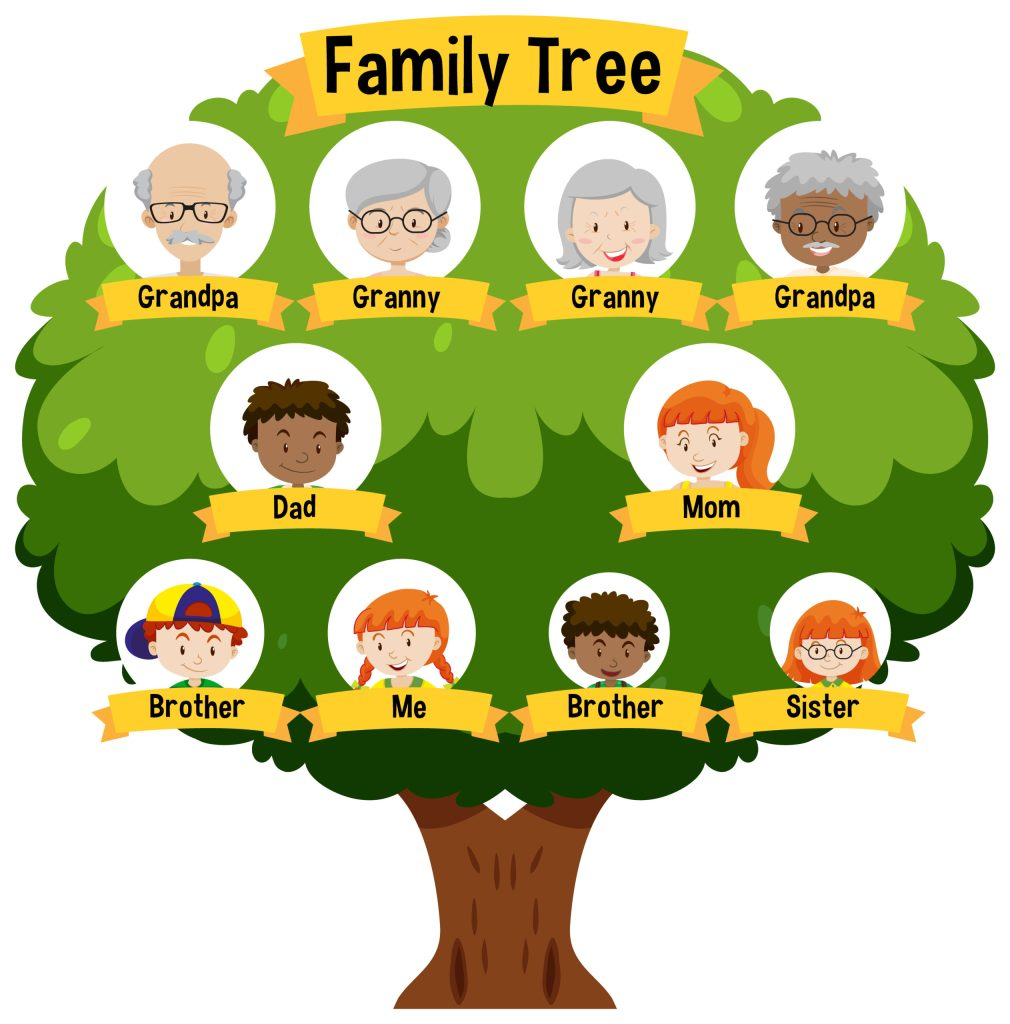 Family Tree
Grandpa
Granny
Granny
Grandpa
Dad
Mom
Brother
Me
Brother
Sister